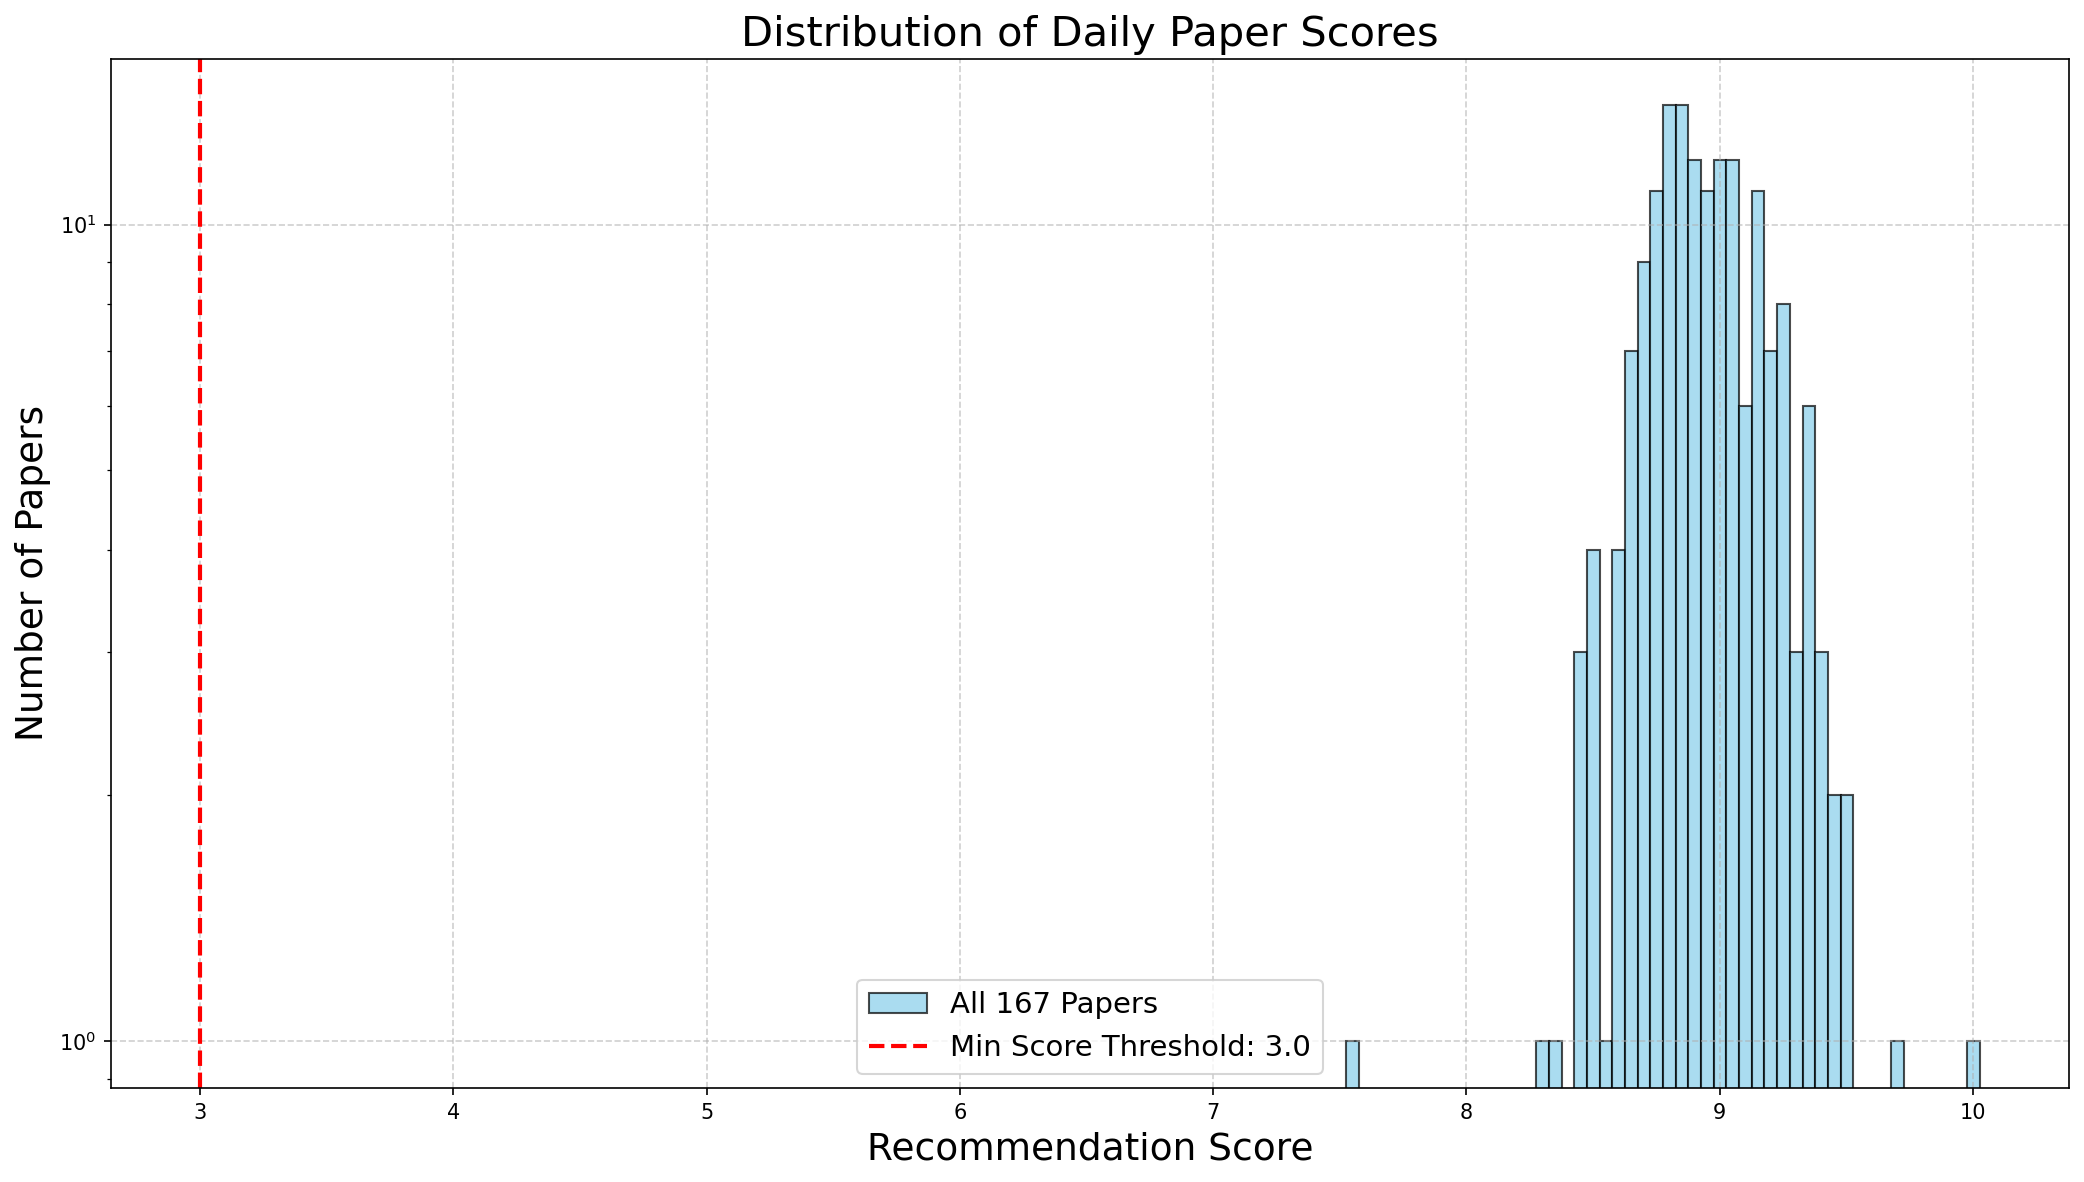 Distribution of Daily Paper Scores
Number of Papers
10¹
10⁰
All 167 Papers
Min Score Threshold: 3.0
3 4 5 6 7 8 9 10
Recommendation Score